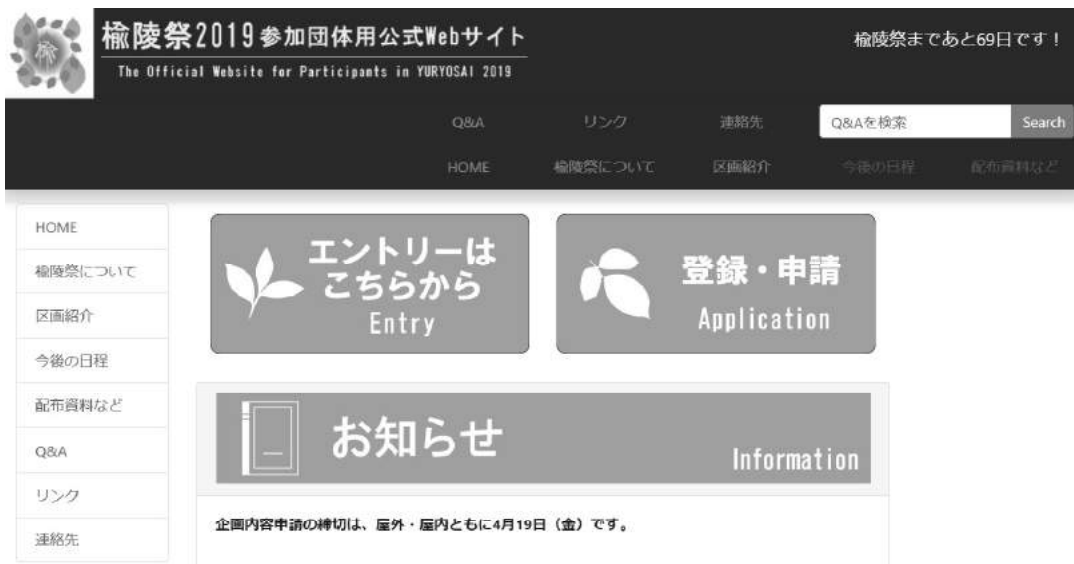 楡
楡陵祭2019参加団体用公式Webサイト
The Official Website for Participants in YURYOSAI 2019
楡陵祭まであと69日です！
Q&A リンク 連絡先 Q&Aを検索 Search
HOME 楡陵祭について 区画紹介 今後の日程 配布資料など
HOME
楡陵祭について
区画紹介
今後の日程
配布資料など
Q&A
リンク
連絡先
エントリーは
こちらから
Entry
登録・申請
Application
お知らせ
Information
企画内容申請の締切は、屋外・屋内ともに4月19日（金）です。